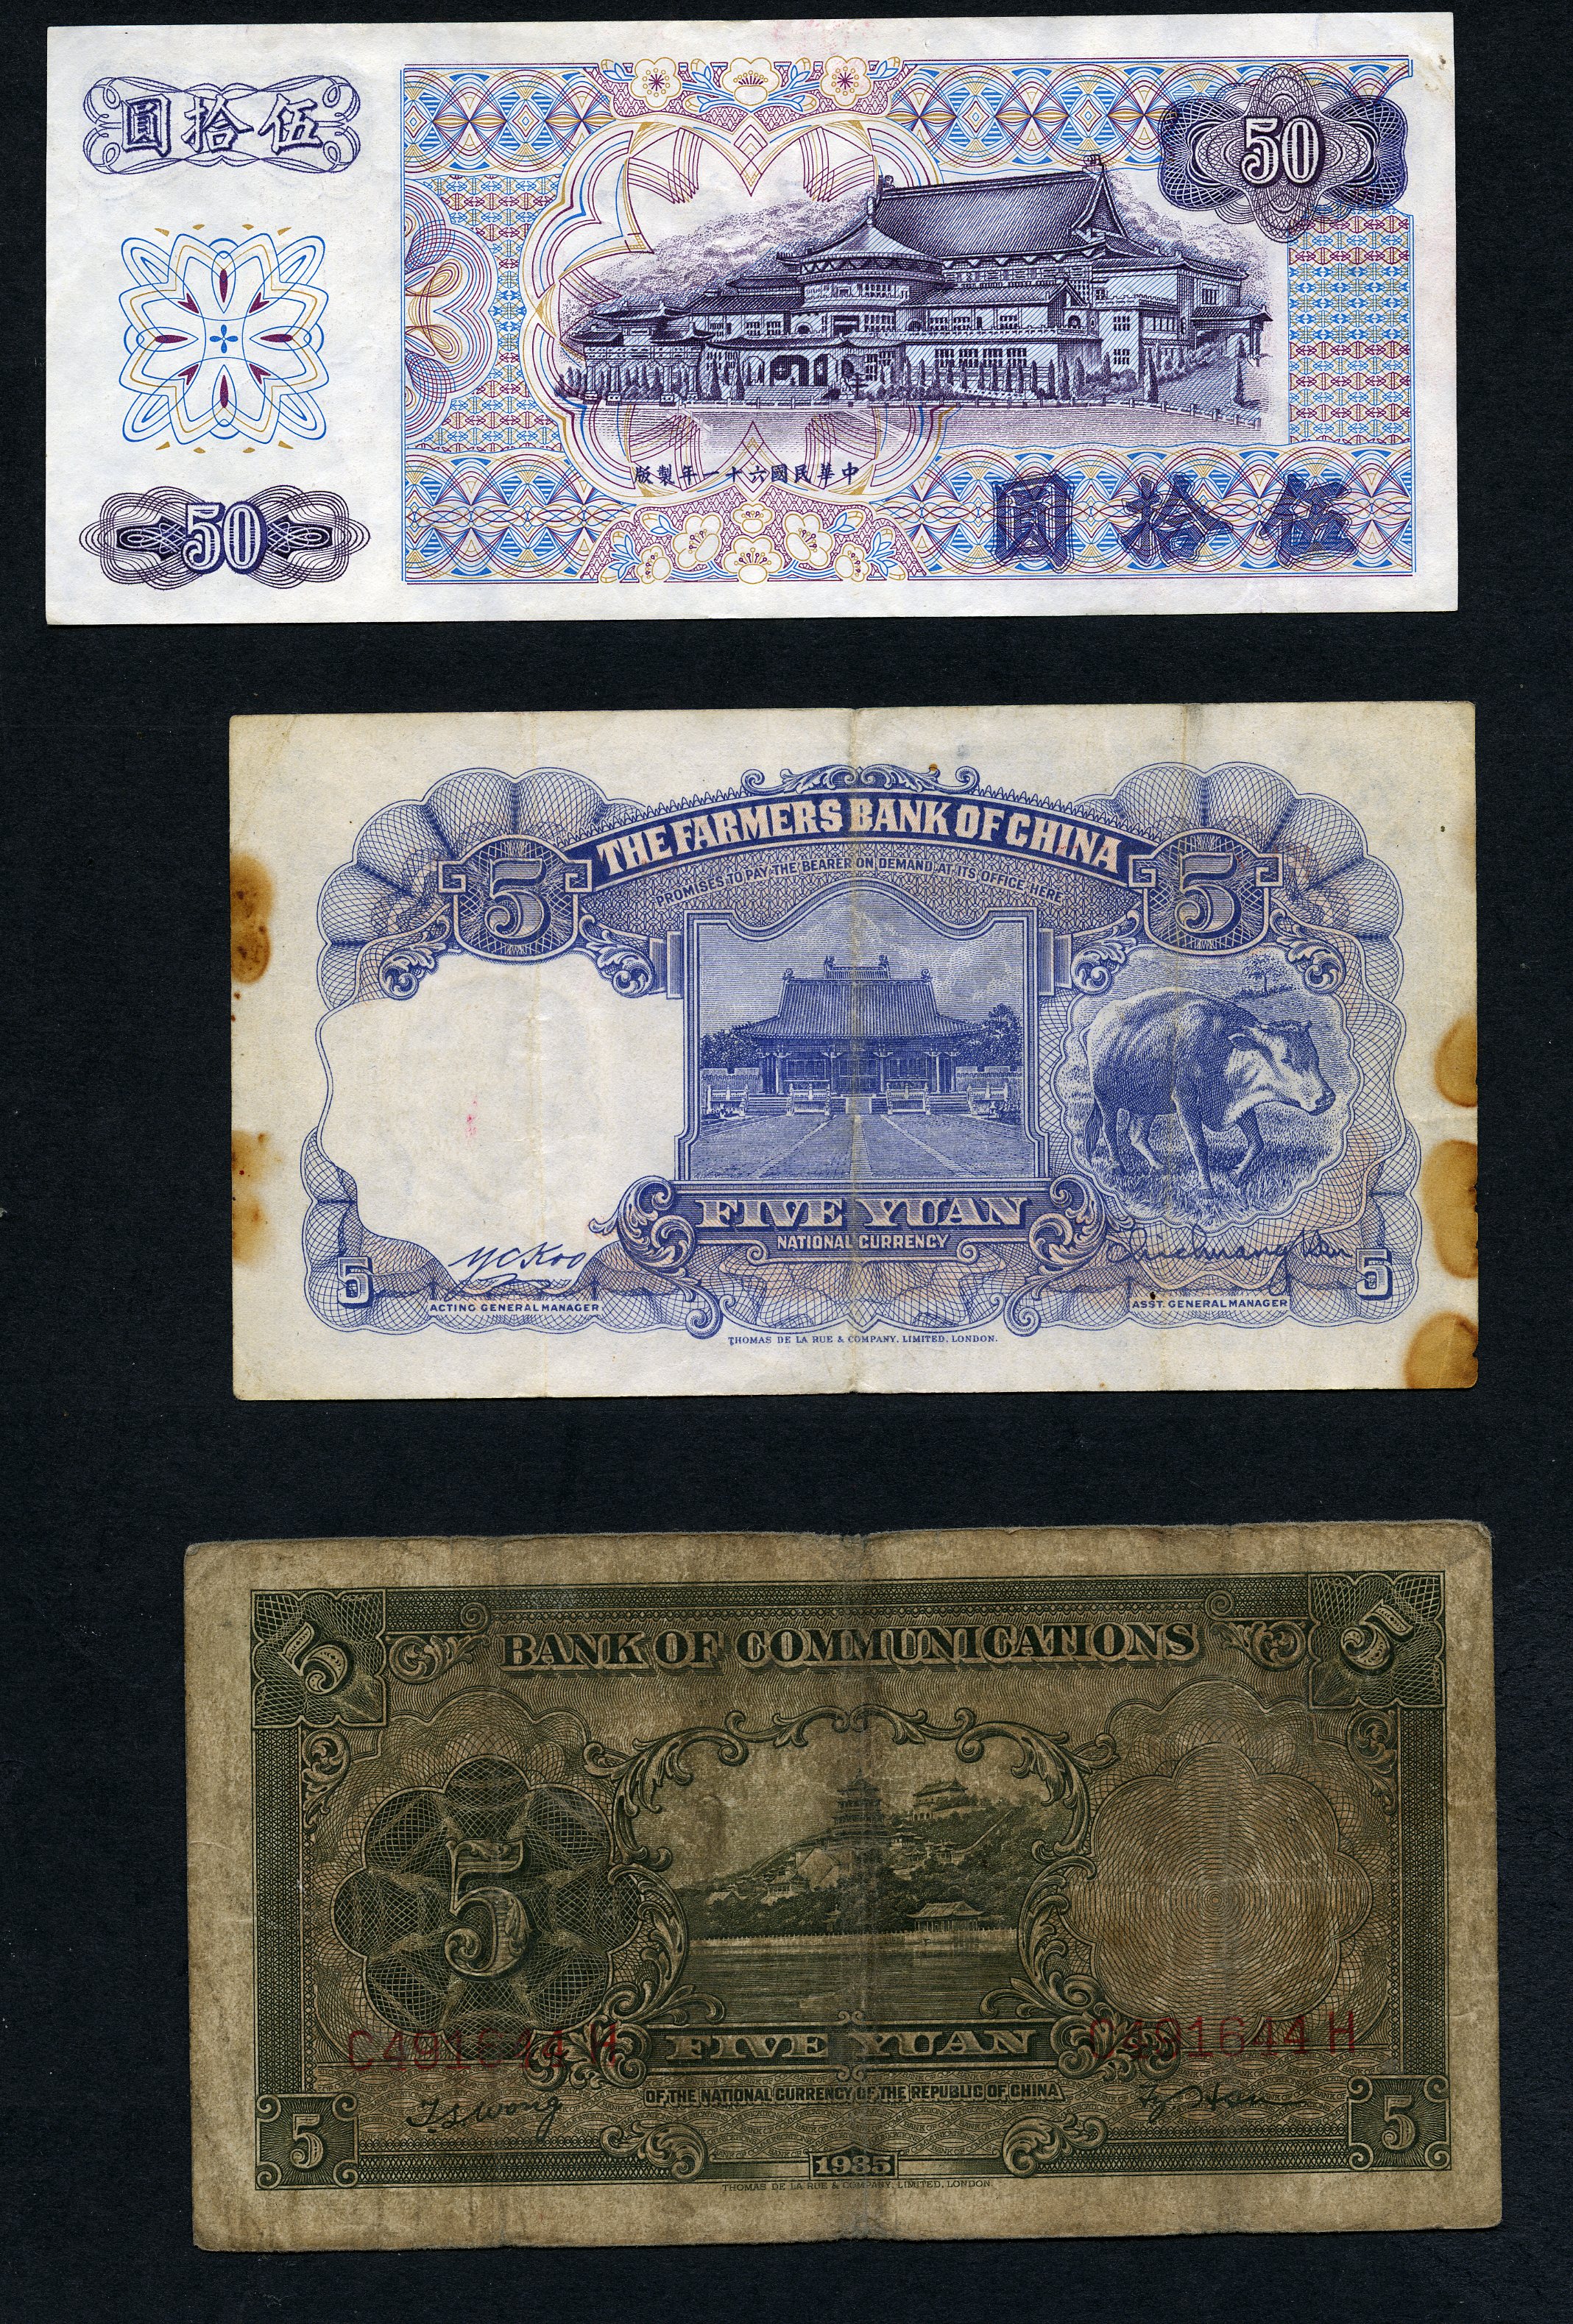 伍拾圓
50
中華民國六十一年製版
50
伍拾圓
THE FARMERS BANK OF CHINA
PROMISES TO PAY THE BEARER ON DEMAND AT ITS OFFICE HERE
5
5
FIVE YUAN
NATIONAL CURRENCY
5
Y C Koo
5
ACTING GENERAL MANAGER
ASST. GENERAL MANAGER
THOMAS DE LA RUE & COMPANY, LIMITED, LONDON.
5
5
BANK OF COMMUNICATIONS
5
FIVE YUAN
C491644 H
C491644 H
OF THE NATIONAL CURRENCY OF THE REPUBLIC OF CHINA
T S Wong
5
5
1935
THOMAS DE LA RUE & COMPANY, LIMITED, LONDON.